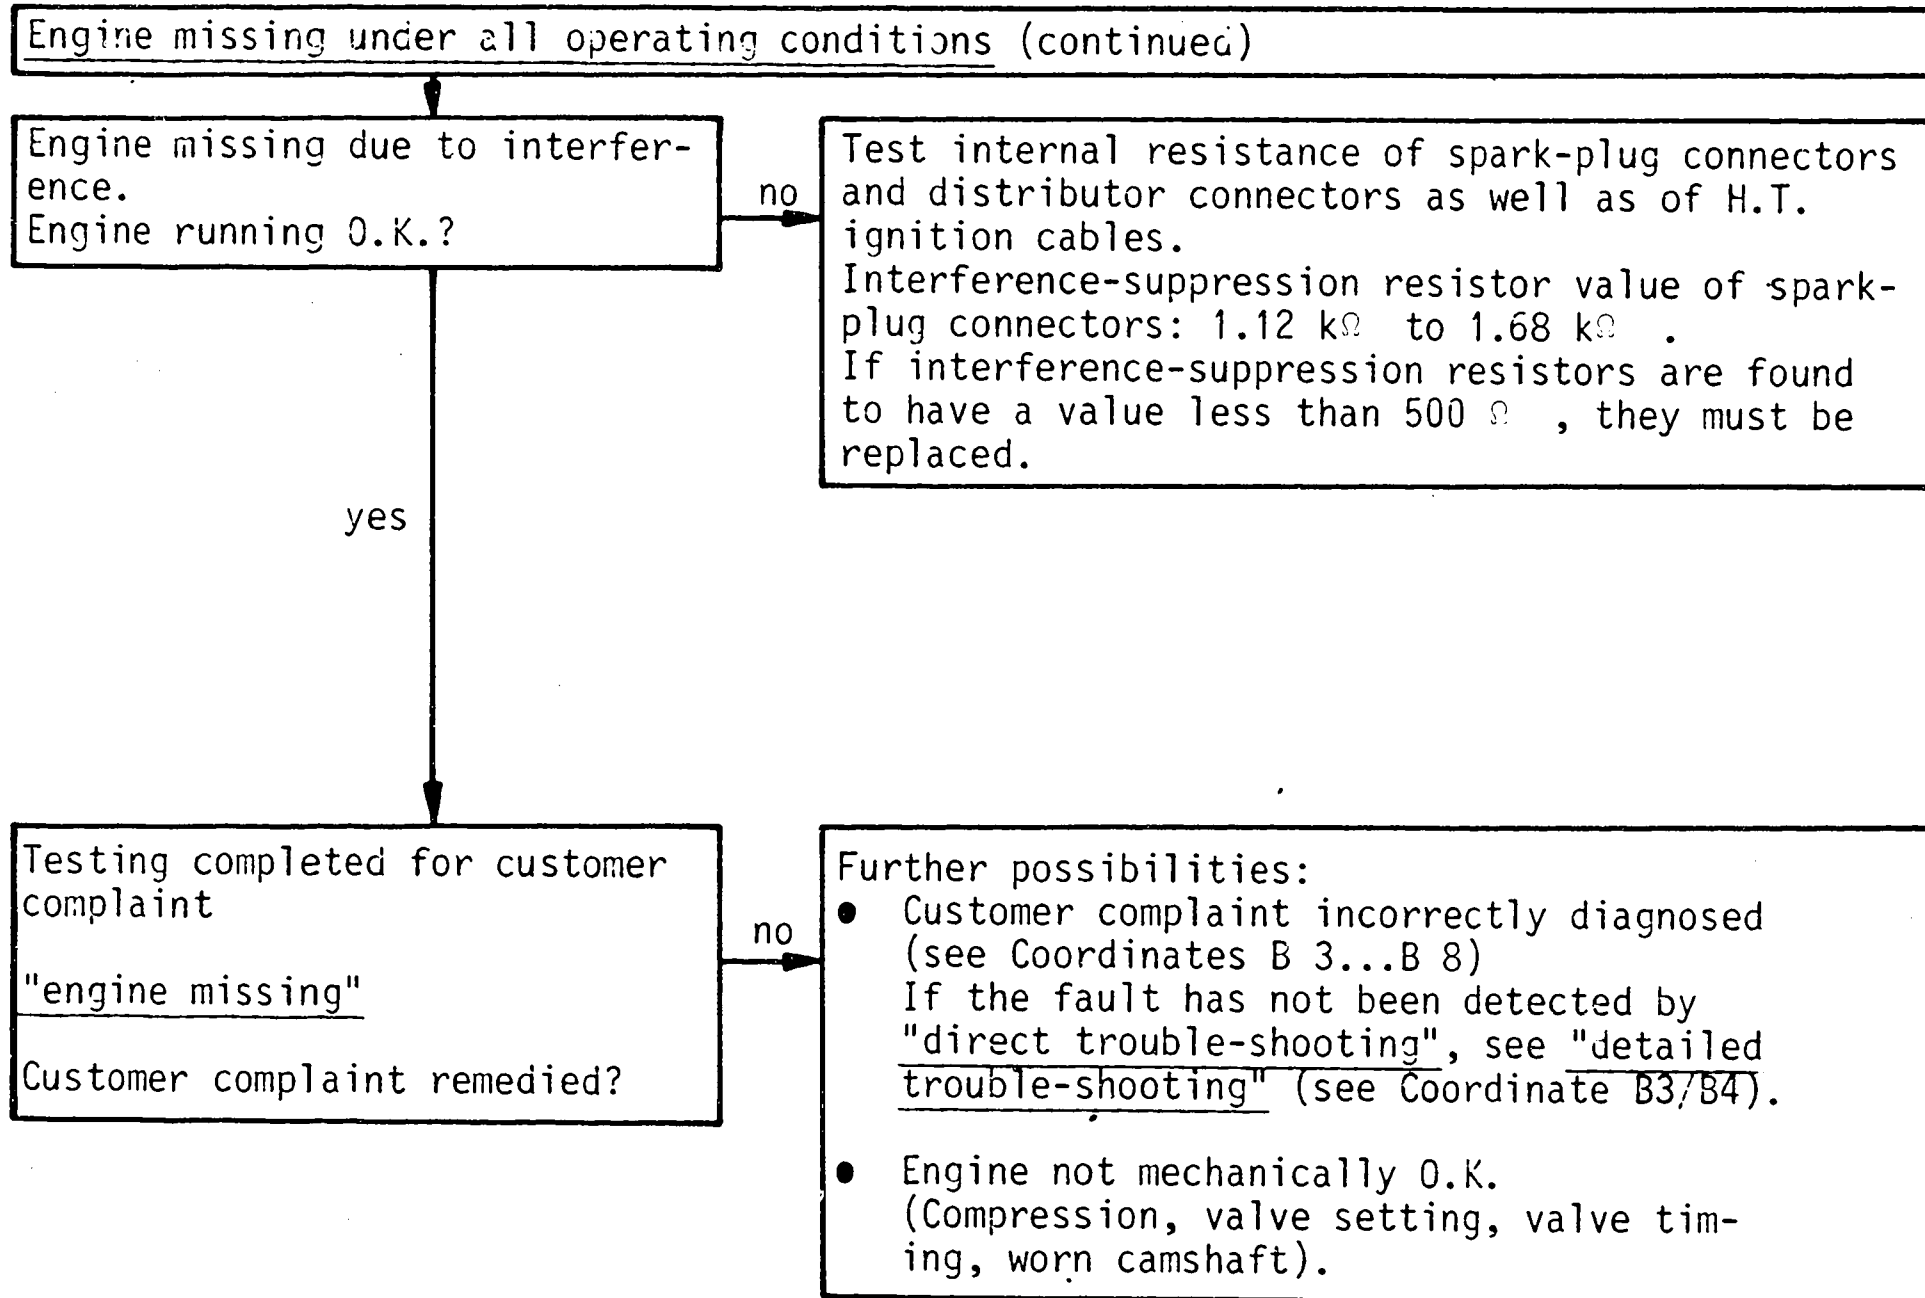 Engine missing under all operating conditions (continued)
Engine missing due to interfer-
ence.
Engine running O.K.?
no
Test internal resistance of spark-plug connectors
and distributor connectors as well as of H.T.
ignition cables.
Interference-suppression resistor value of spark-
plug connectors: 1.12 kΩ to 1.68 kΩ .
If interference-suppression resistors are found
to have a value less than 500 Ω , they must be
replaced.
yes
Testing completed for customer
complaint
"engine missing"
Customer complaint remedied?
no
Further possibilities:
● Customer complaint incorrectly diagnosed
(see Coordinates B 3...B 8)
If the fault has not been detected by
"direct trouble-shooting", see "detailed
trouble-shooting" (see Coordinate B3/B4).
● Engine not mechanically O.K.
(Compression, valve setting, valve tim-
ing, worn camshaft).